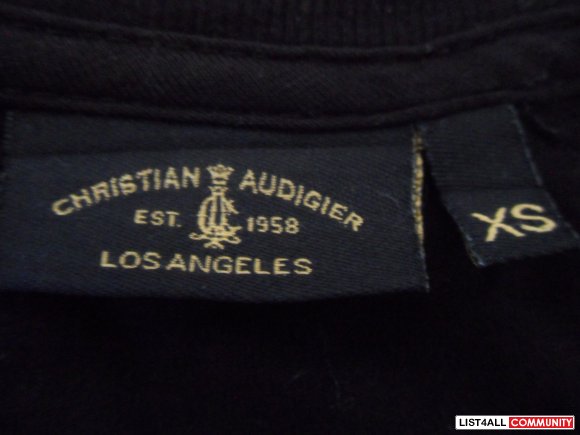 CHRISTIAN AUDIGIER
EST. 1958
LOS ANGELES
XS
LIST4ALL COMMUNITY